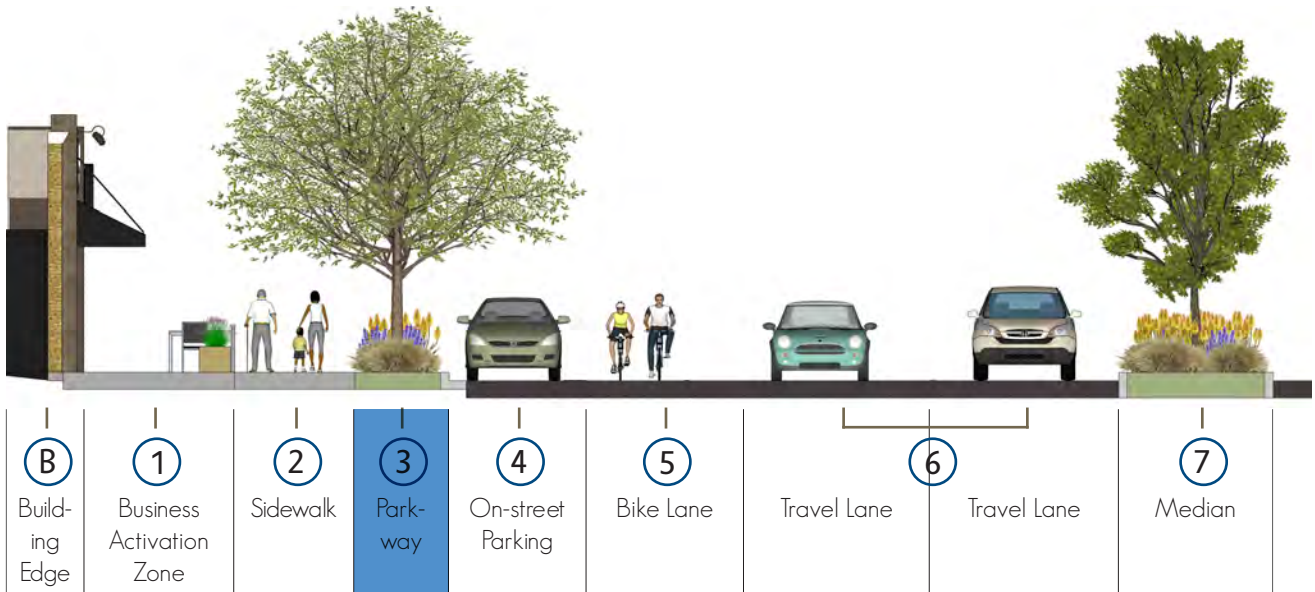 B
Build-
ing
Edge
1
Business
Activation
Zone
2
Sidewalk
3
Park-
way
4
On-street
Parking
5
Bike Lane
6
Travel Lane
Travel Lane
7
Median